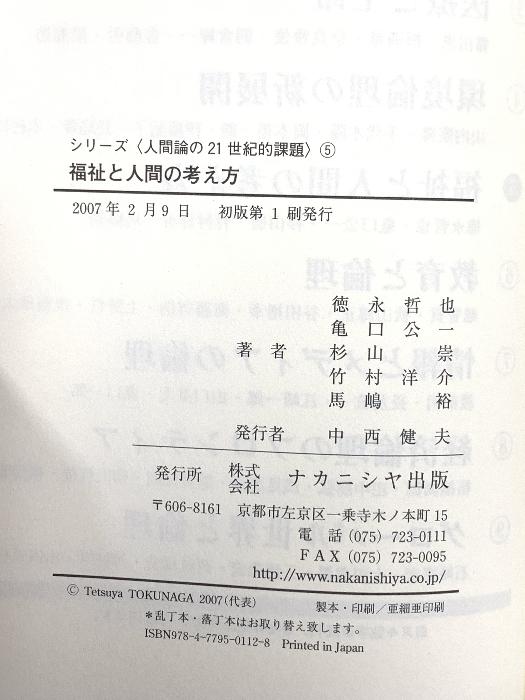 シリーズ〈人間論の21世紀的課題〉⑤
福祉と人間の考え方
2007年2月9日 初版第1刷発行
徳永哲也
亀口公一
著者 杉山崇
竹村洋介
馬嶋裕
発行者 中西健夫
発行所 株式会社 ナカニシヤ出版
〒606-8161 京都市左京区一乗寺木ノ本町15
電話 (075) 723-0111
FAX (075) 723-0095
http://www.nakanishiya.co.jp/
© Tetsuya TOKUNAGA 2007(代表) 製本・印刷/亜細亜印刷
*乱丁本・落丁本はお取り替え致します。
ISBN978-4-7795-0112-8 Printed in Japan